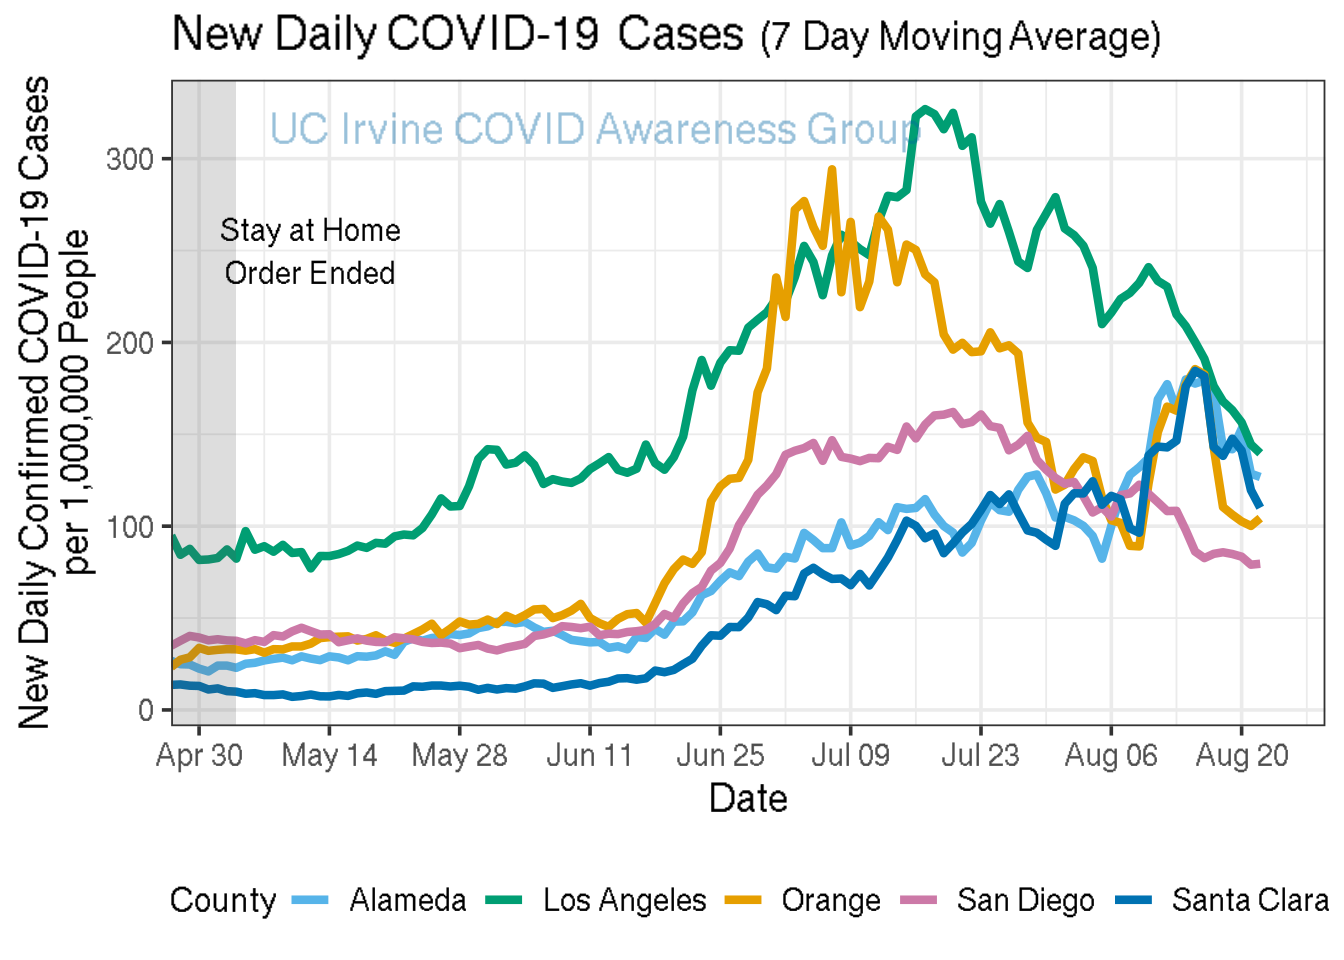 New Daily COVID-19 Cases (7 Day Moving Average)
New Daily Confirmed COVID-19 Cases
per 1,000,000 People
UC Irvine COVID Awareness Group
Stay at Home
Order Ended
300
200
100
0
Apr 30 May 14 May 28 Jun 11 Jun 25 Jul 09 Jul 23 Aug 06 Aug 20
Date
County Alameda Los Angeles Orange San Diego Santa Clara